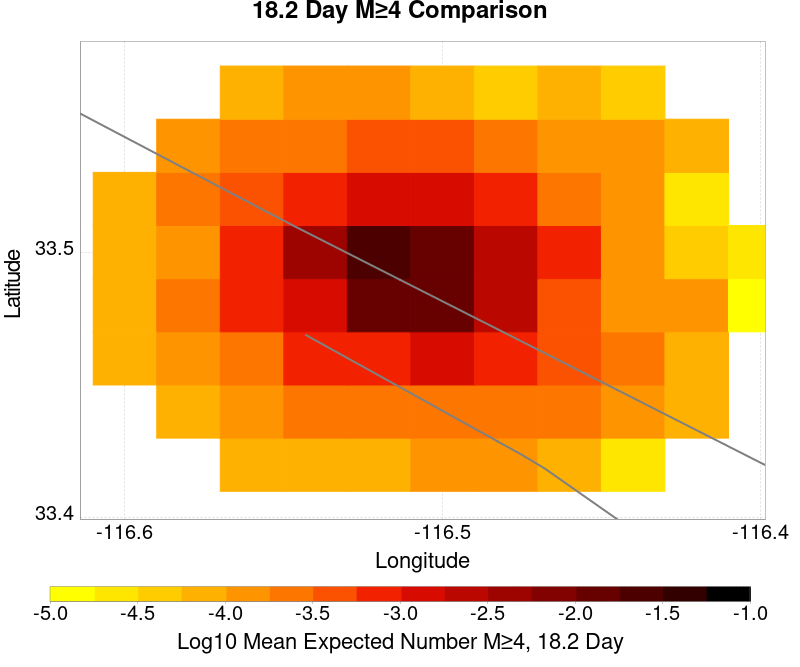 18.2 Day M≥4 Comparison
Latitude
33.5
33.4
-116.6 -116.5 -116.4
Longitude
-5.0 -4.5 -4.0 -3.5 -3.0 -2.5 -2.0 -1.5 -1.0
Log10 Mean Expected Number M≥4, 18.2 Day